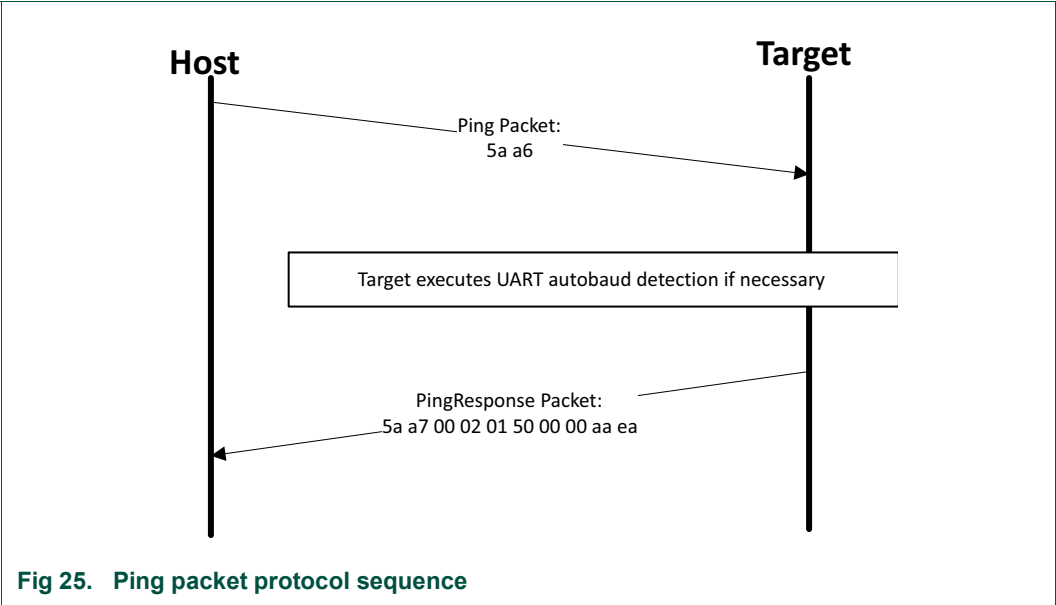 Host
Target
Ping Packet:
5a a6
Target executes UART autobaud detection if necessary
PingResponse Packet:
5a a7 00 02 01 50 00 00 aa ea
Fig 25. Ping packet protocol sequence